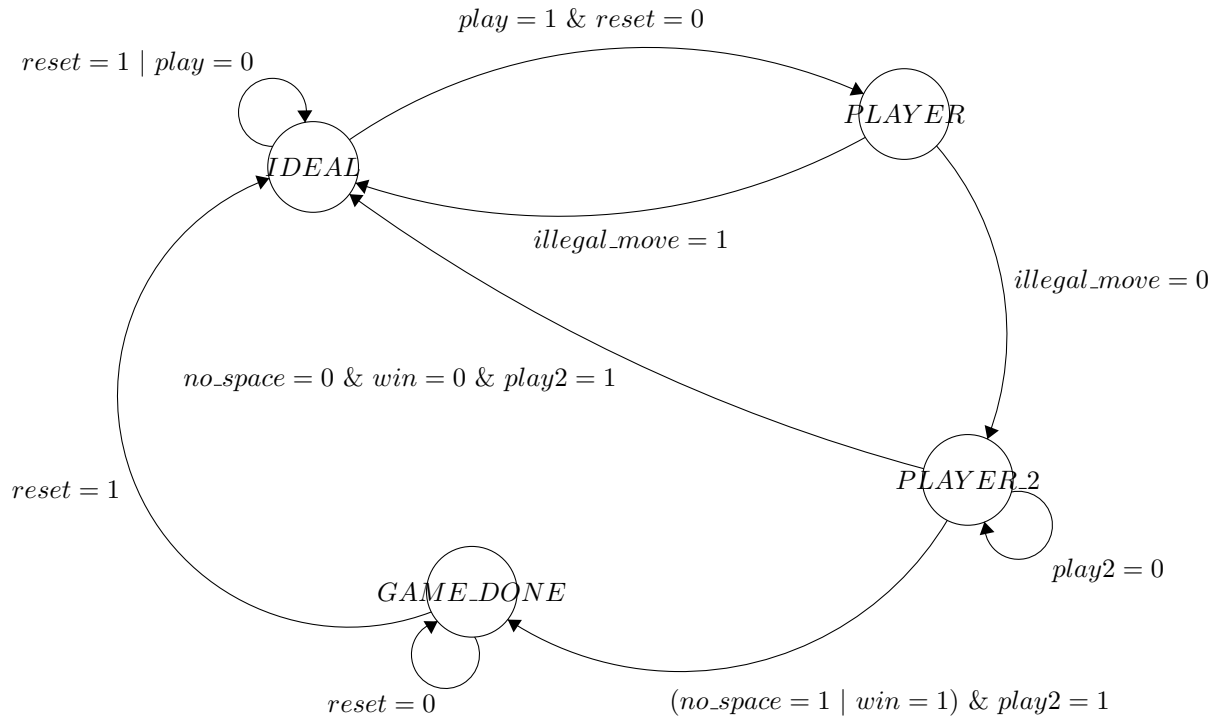 play = 1 & reset = 0
reset = 1 | play = 0
PLAYER
IDEAL
illegal_move = 1
illegal_move = 0
no_space = 0 & win = 0 & play2 = 1
reset = 1
PLAYER_2
play2 = 0
GAME_DONE
reset = 0
(no_space = 1 | win = 1) & play2 = 1